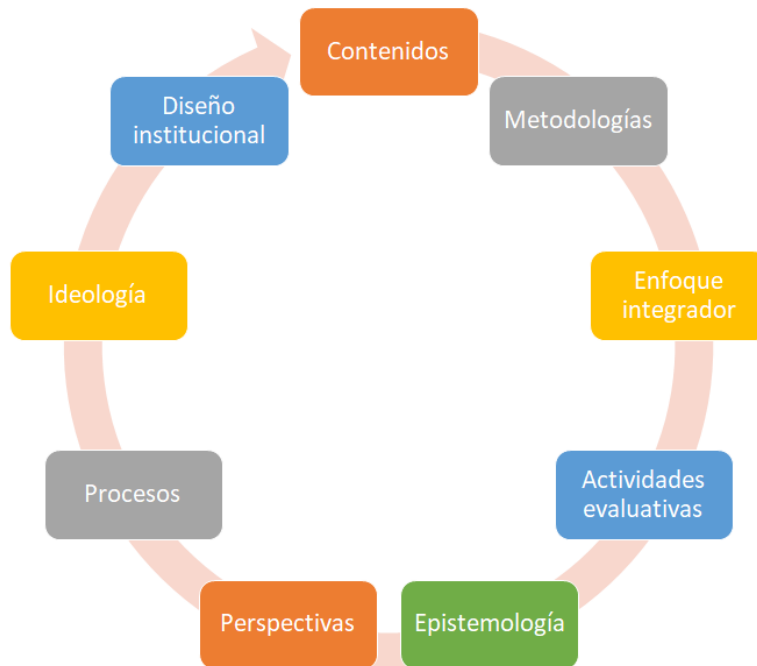 Contenidos
Metodologías
Enfoque
integrador
Actividades
evaluativas
Epistemología
Perspectivas
Procesos
Ideología
Diseño
institucional